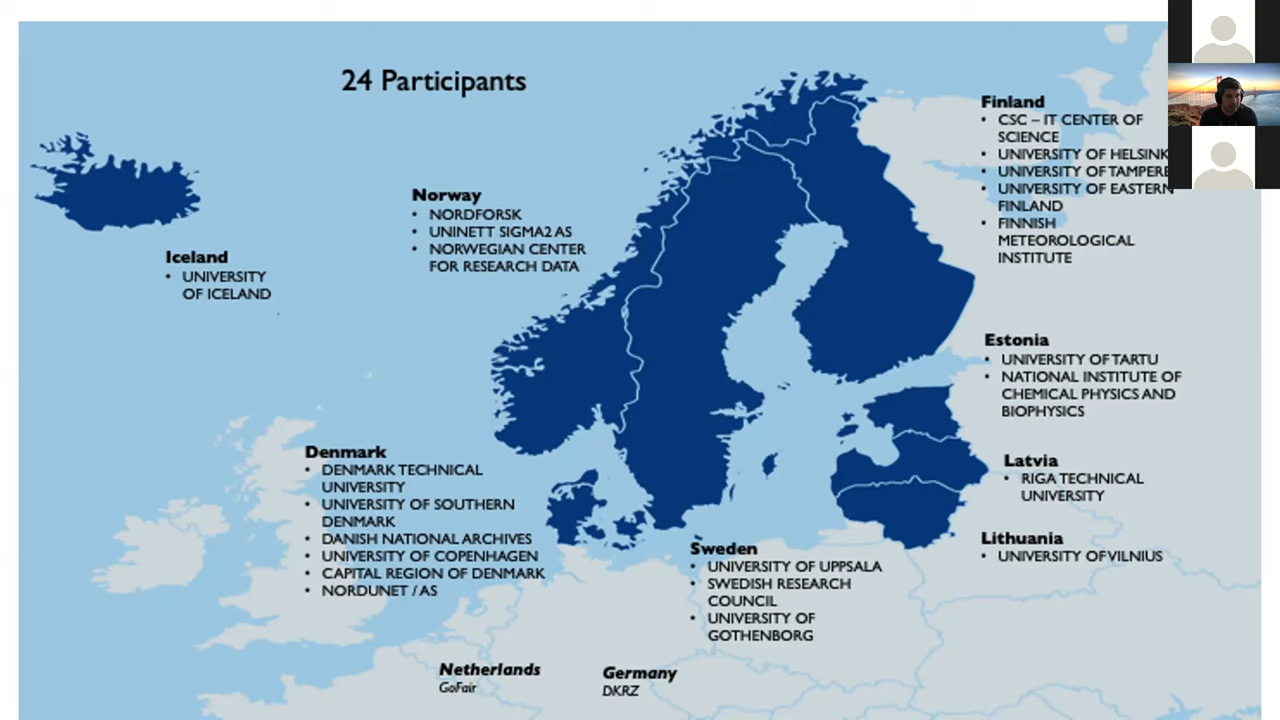 24 Participants
Iceland
• UNIVERSITY
OF ICELAND
Norway
• NORDFORSK
• UNINETT SIGMA2 AS
• NORWEGIAN CENTER
FOR RESEARCH DATA
Finland
• CSC – IT CENTER OF
SCIENCE
• UNIVERSITY OF HELSINK
• UNIVERSITY OF TAMPERE
• UNIVERSITY OF EASTERN
FINLAND
• FINNISH
METEOROLOGICAL
INSTITUTE
Estonia
• UNIVERSITY OF TARTU
• NATIONAL INSTITUTE OF
CHEMICAL PHYSICS AND
BIOPHYSICS
Latvia
• RIGA TECHNICAL
UNIVERSITY
Lithuania
• UNIVERSITY OF VILNIUS
Denmark
• DENMARK TECHNICAL
UNIVERSITY
• UNIVERSITY OF SOUTHERN
DENMARK
• DANISH NATIONAL ARCHIVES
• UNIVERSITY OF COPENHAGEN
• CAPITAL REGION OF DENMARK
• NORDUNET / AS
Sweden
• UNIVERSITY OF UPPSALA
• SWEDISH RESEARCH
COUNCIL
• UNIVERSITY OF
GOTHENBORG
Netherlands
GoFair
Germany
DKRZ